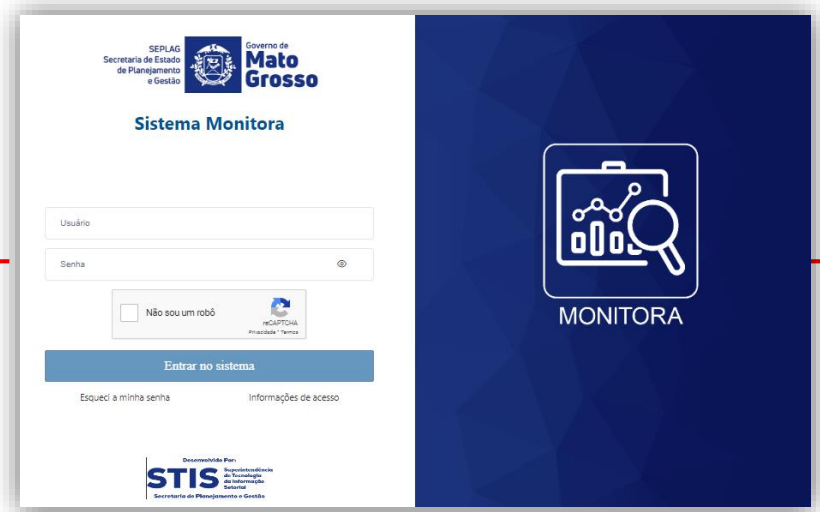 SEPLAG
Secretaria de Estado
de Planejamento
e Gestão
Governo de
Mato
Grosso
Sistema Monitora
Usuário
Senha
Não sou um robô
reCAPTCHA
Privacidade • Termos
Entrar no sistema
Esqueci a minha senha
Informações de acesso
MONITORA
Desenvolvido Por:
STIS
Superintendência
de Tecnologia
da Informação
Setorial
Secretaria de Planejamento e Gestão